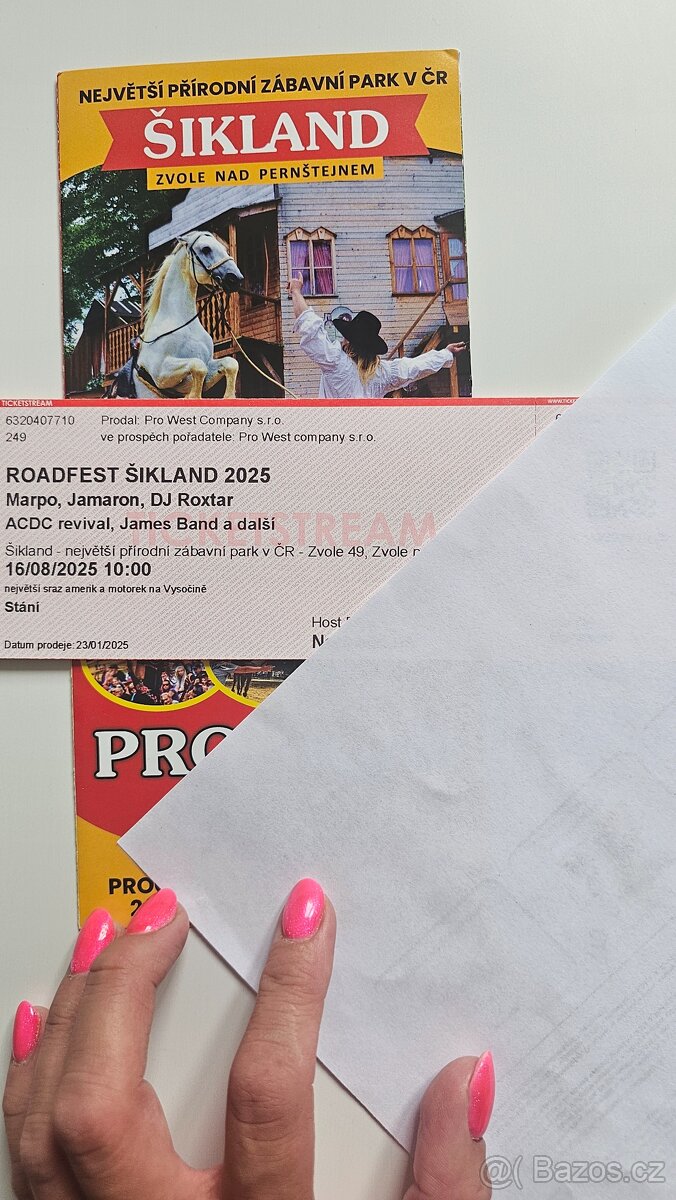 NEJVĚTŠÍ PŘÍRODNÍ ZÁBAVNÍ PARK V ČR
ŠIKLAND
ZVOLE NAD PERNŠTEJNEM
TICKETSTREAM
6320407710 Prodal: Pro West Company s.r.o.
249 ve prospěch pořadatele: Pro West company s.r.o.
ROADFEST ŠIKLAND 2025
Marpo, Jamaron, DJ Roxtar
TICKETSTREAM
ACDC revival, James Band a další
Šikland - největší přírodní zábavní park v ČR - Zvole 49, Zvole
16/08/2025 10:00
největší sraz amerik a motorek na Vysočině
Stání
Host
Datum prodeje: 23/01/2025
@( Bazos.cz